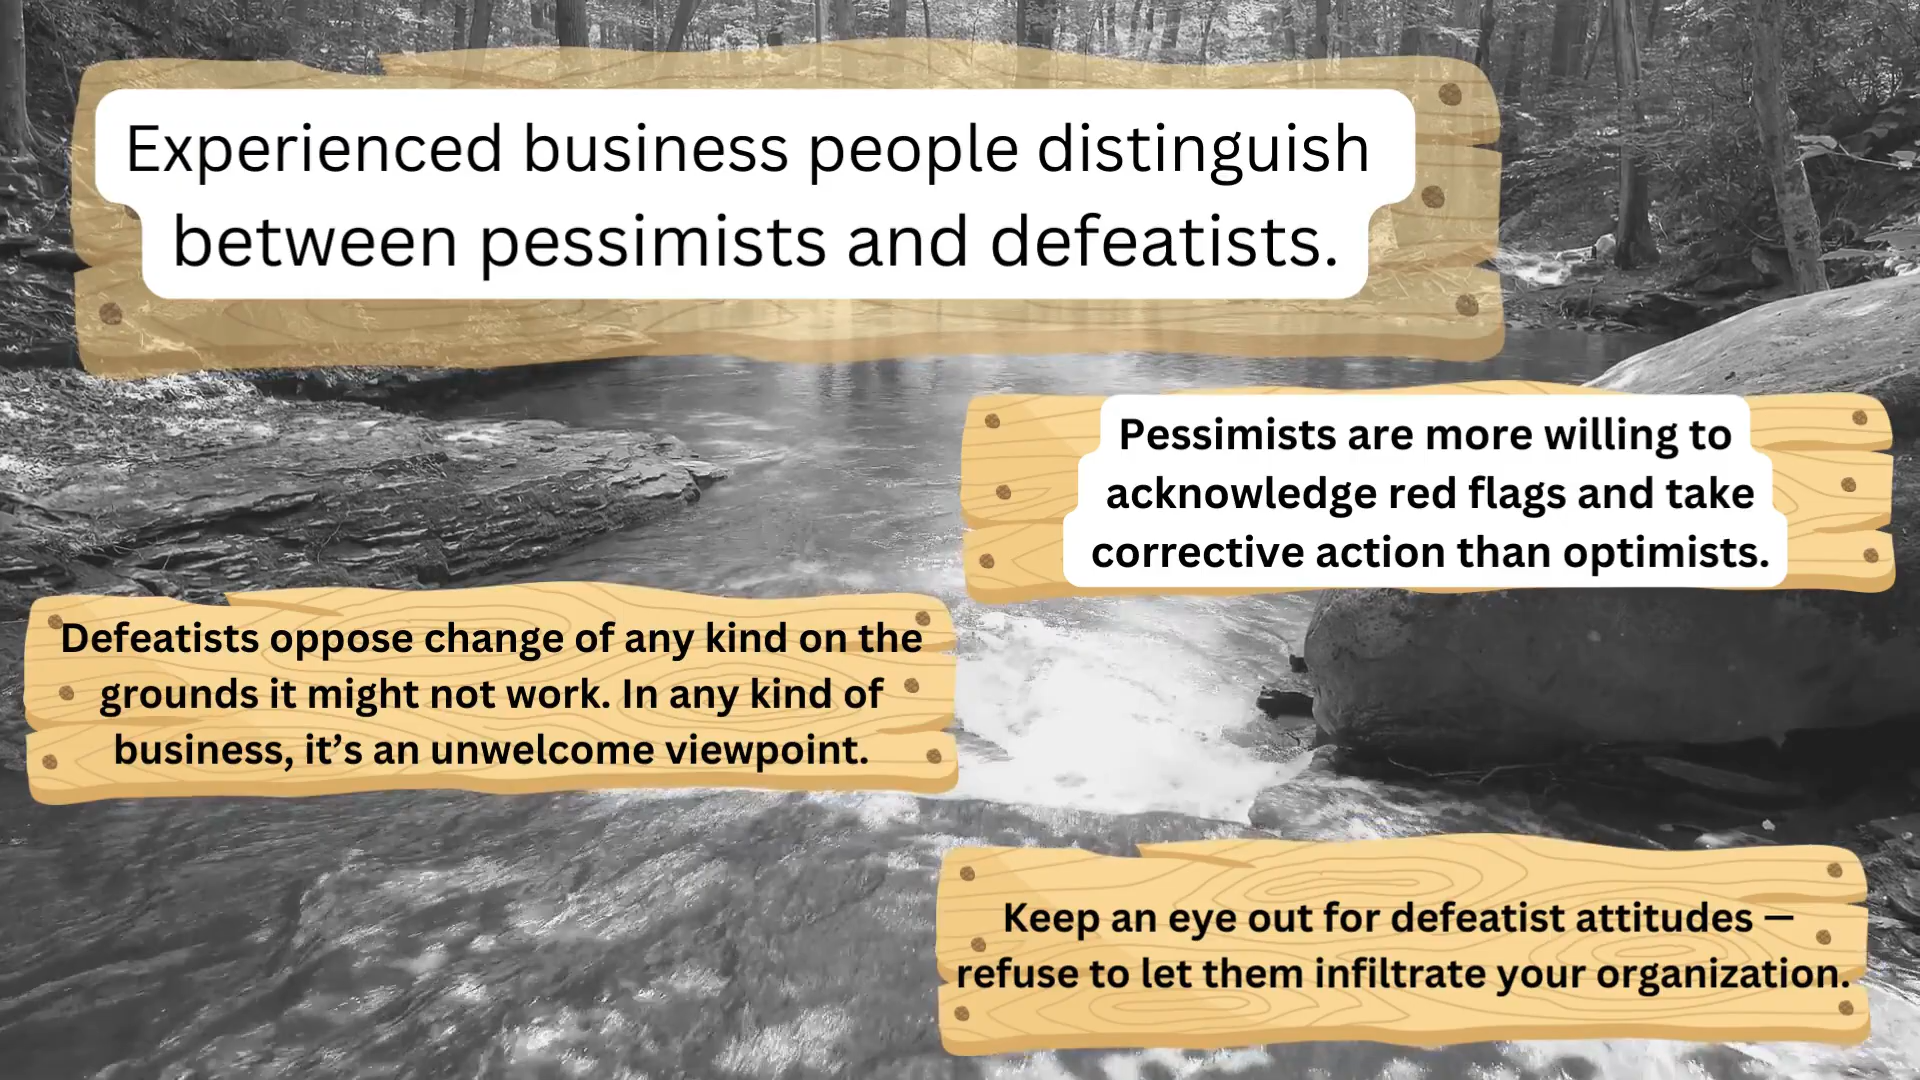 Experienced business people distinguish
between pessimists and defeatists.
Pessimists are more willing to
acknowledge red flags and take
corrective action than optimists.
Defeatists oppose change of any kind on the
grounds it might not work. In any kind of
business, it’s an unwelcome viewpoint.
Keep an eye out for defeatist attitudes —
refuse to let them infiltrate your organization.